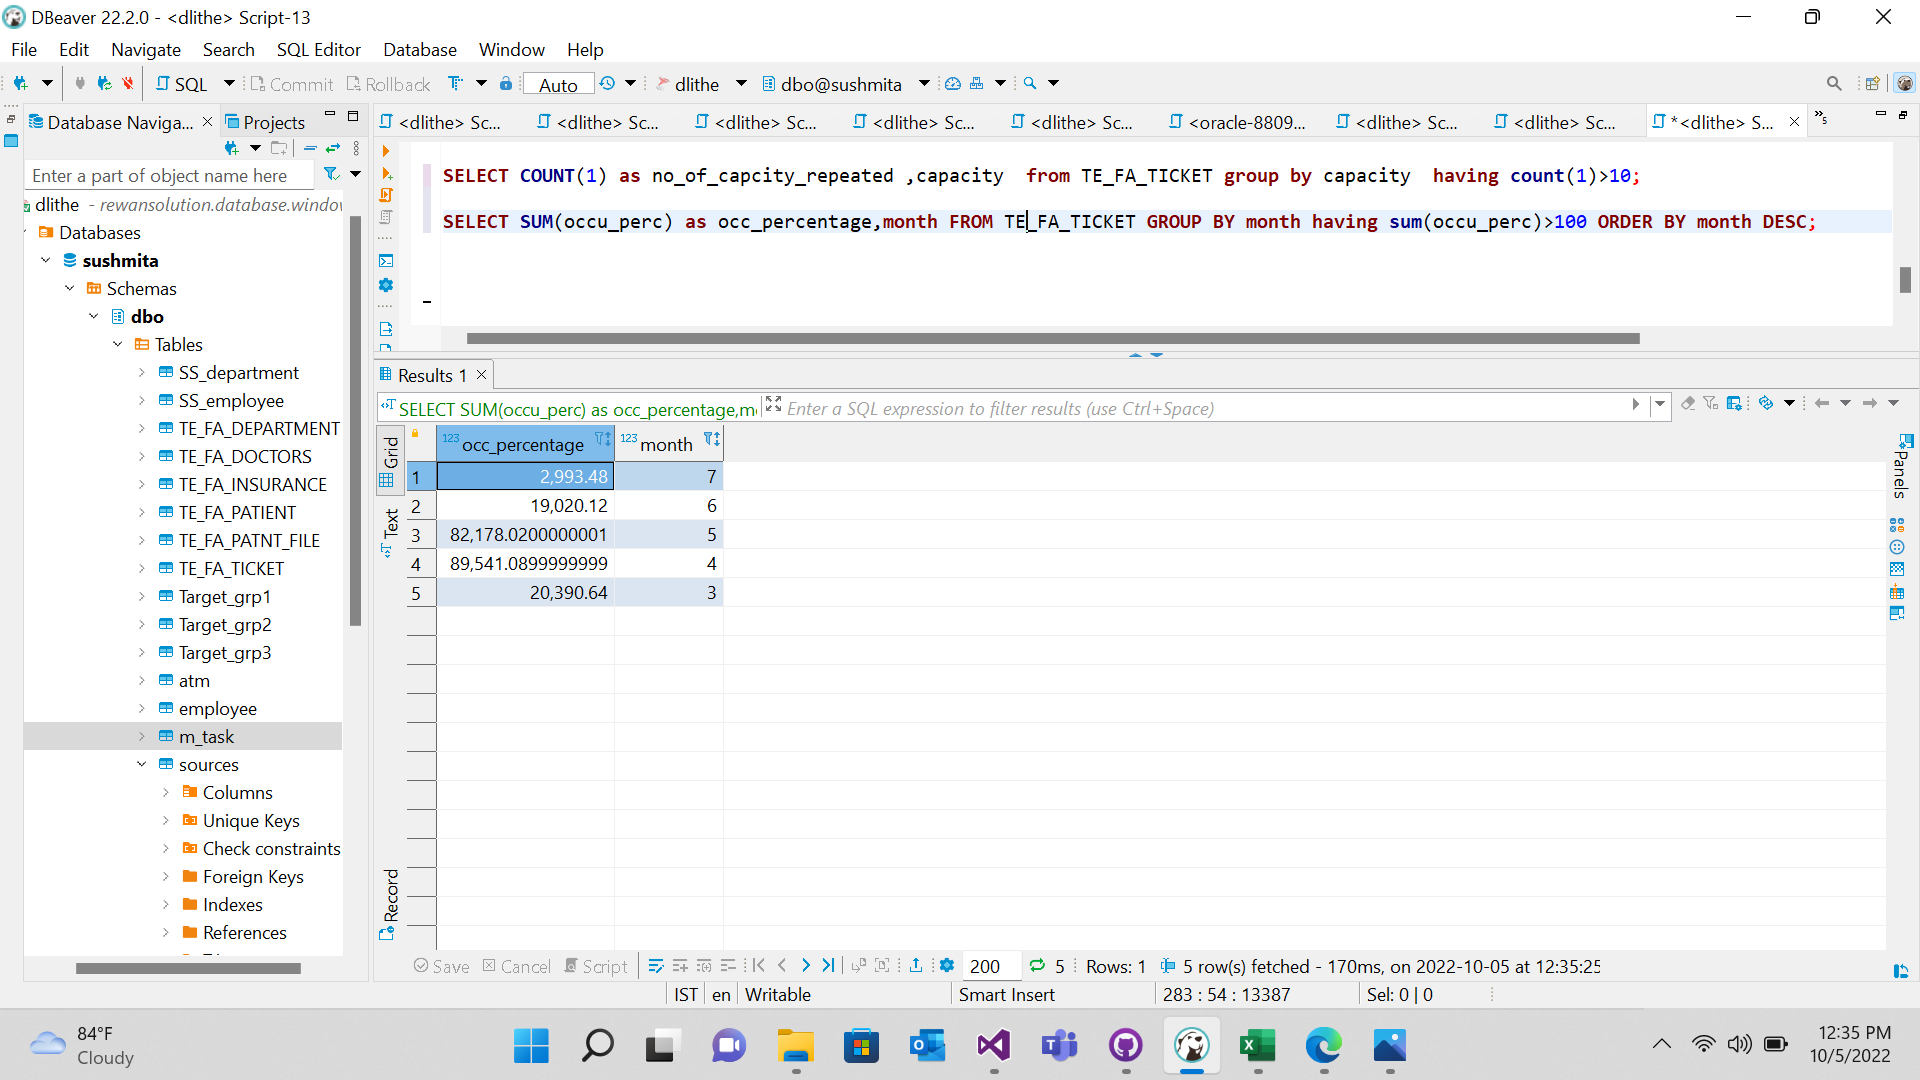 DBeaver 22.2.0 - <dlithe> Script-13
File Edit Navigate Search SQL Editor Database Window Help
SQL Commit Rollback Auto dlithe dbo@sushmita
Database Naviga... Projects
<dlithe> Sc... <dlithe> Sc... <dlithe> Sc... <dlithe> Sc... <dlithe> Sc... <oracle-8809... <dlithe> Sc... <dlithe> Sc... *<dlithe> S... »5
Enter a part of object name here
dlithe - rewansolution.database.window
Databases
sushmita
Schemas
dbo
Tables
SS_department
SS_employee
TE_FA_DEPARTMENT
TE_FA_DOCTORS
TE_FA_INSURANCE
TE_FA_PATIENT
TE_FA_PATNT_FILE
TE_FA_TICKET
Target_grp1
Target_grp2
Target_grp3
atm
employee
m_task
sources
Columns
Unique Keys
Check constraints
Foreign Keys
Indexes
References
SELECT COUNT(1) as no_of_capcity_repeated ,capacity from TE_FA_TICKET group by capacity having count(1)>10;
SELECT SUM(occu_perc) as occ_percentage,month FROM TE_FA_TICKET GROUP BY month having sum(occu_perc)>100 ORDER BY month DESC;
Results 1
SELECT SUM(occu_perc) as occ_percentage,m Enter a SQL expression to filter results (use Ctrl+Space)
Grid
Text
Record
Panels
123 occ_percentage 123 month
1 2,993.48 7
2 19,020.12 6
3 82,178.0200000001 5
4 89,541.0899999999 4
5 20,390.64 3
Save Cancel Script 200 5 Rows: 1 5 row(s) fetched - 170ms, on 2022-10-05 at 12:35:25
IST en Writable Smart Insert 283 : 54 : 13387 Sel: 0 | 0
84°F
Cloudy
12:35 PM
10/5/2022